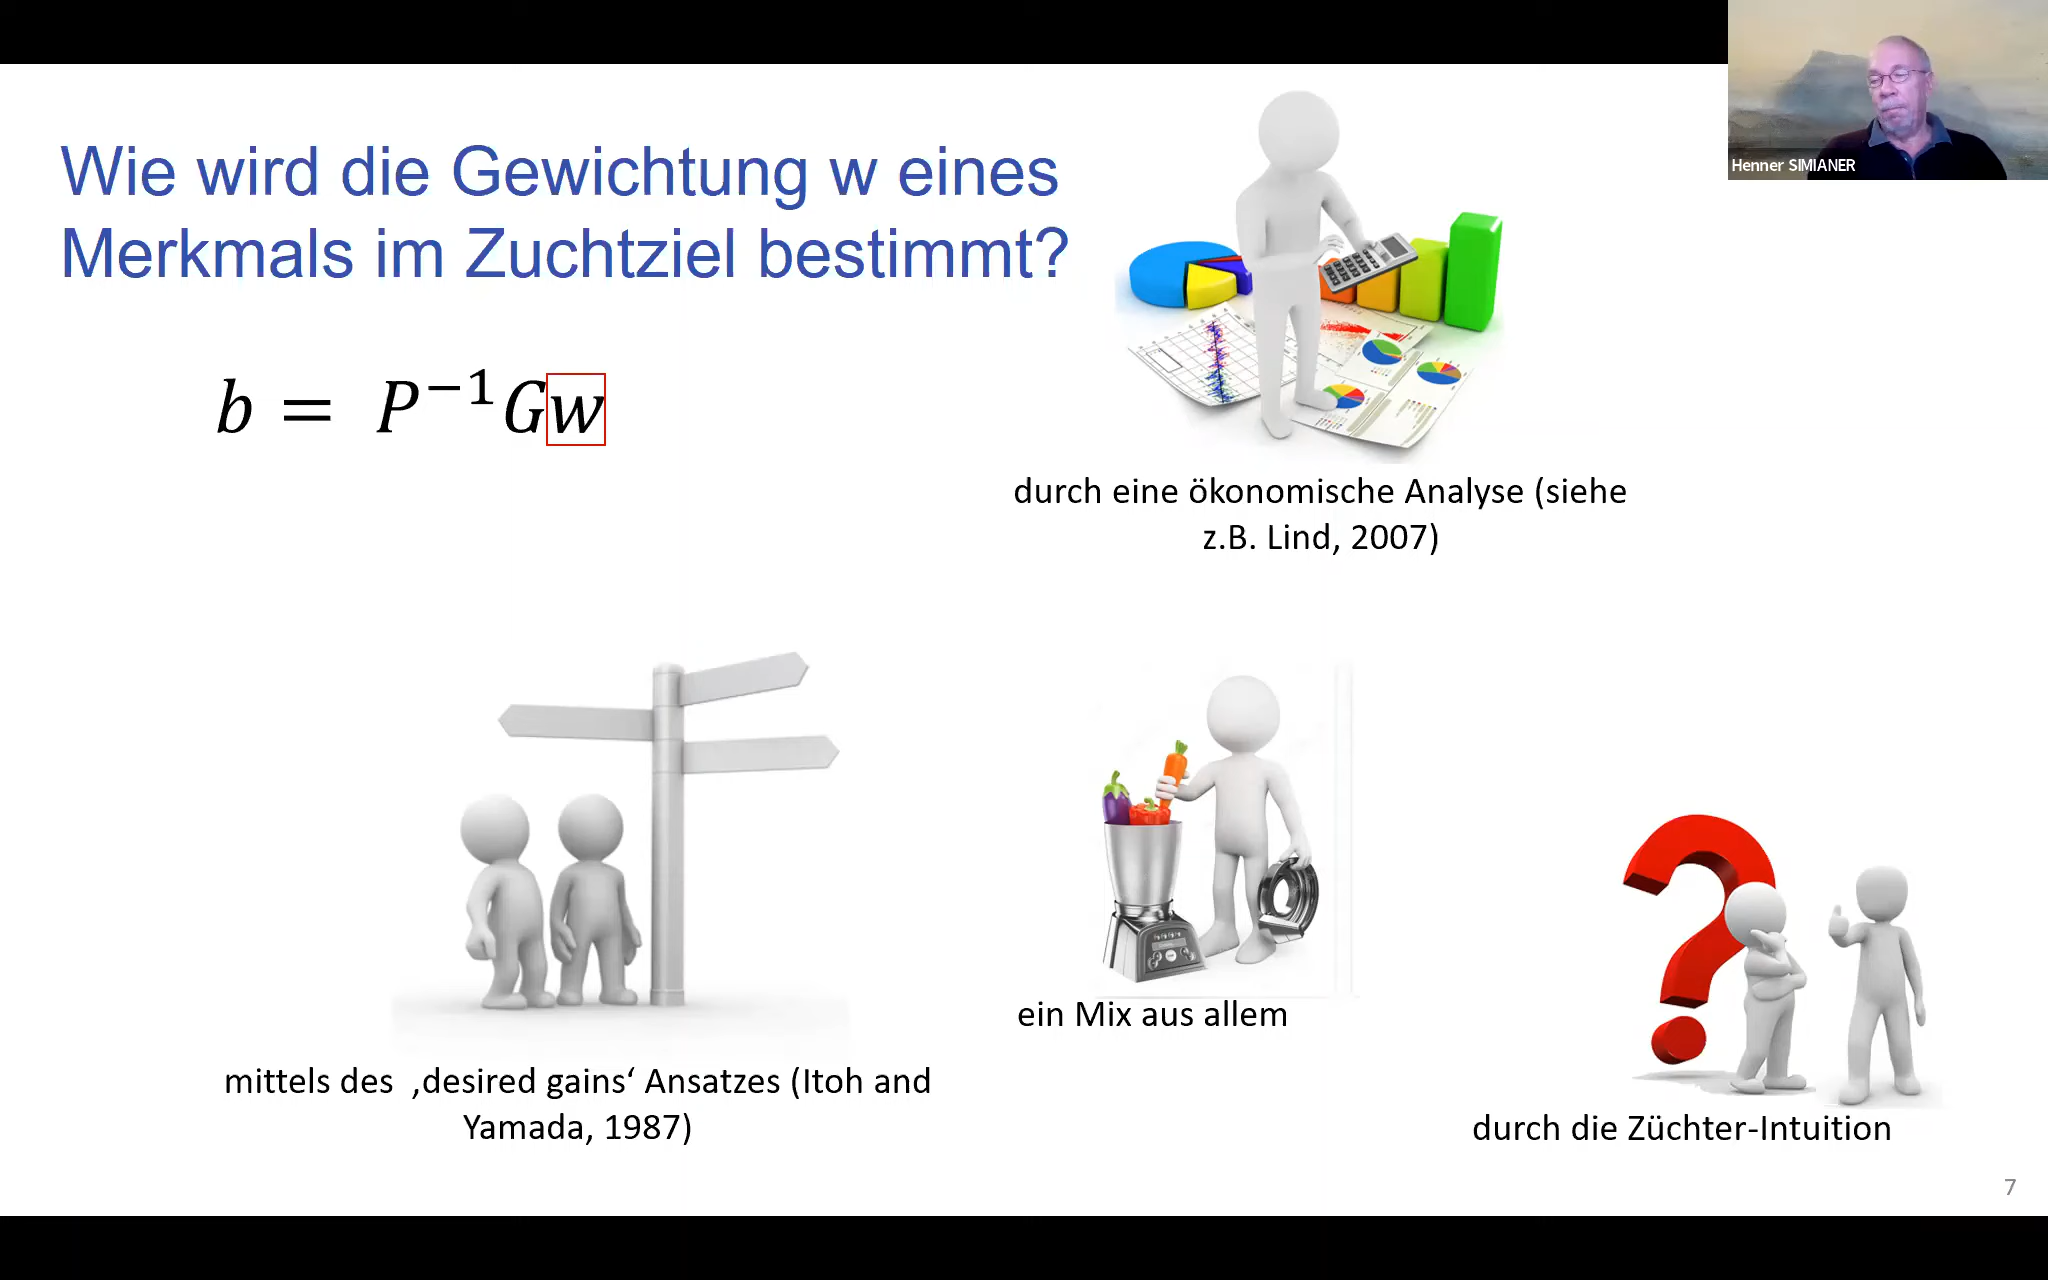 Henner SIMIANER
Wie wird die Gewichtung w eines
Merkmals im Zuchtziel bestimmt?
b = P⁻¹Gw
durch eine ökonomische Analyse (siehe
z.B. Lind, 2007)
ein Mix aus allem
mittels des ‚desired gains‘ Ansatzes (Itoh and
Yamada, 1987)
durch die Züchter-Intuition
7